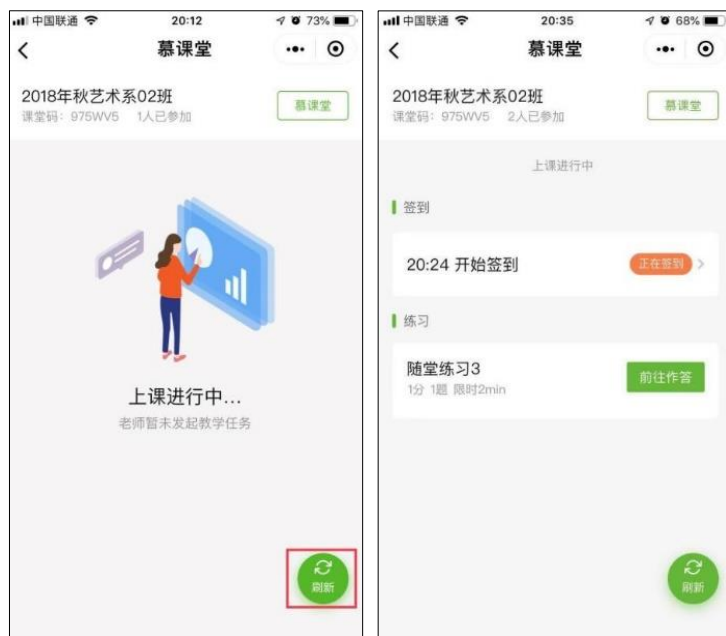 中国联通 20:12 73%
慕课堂
2018年秋艺术系02班
课堂码：975WV5 1人已参加
慕课堂
上课进行中...
老师暂未发起教学任务
刷新
中国联通 20:35 68%
慕课堂
2018年秋艺术系02班
课堂码：975WV5 2人已参加
慕课堂
上课进行中
签到
20:24 开始签到
正在签到
练习
随堂练习3
1分 1题 限时2min
前往作答
刷新